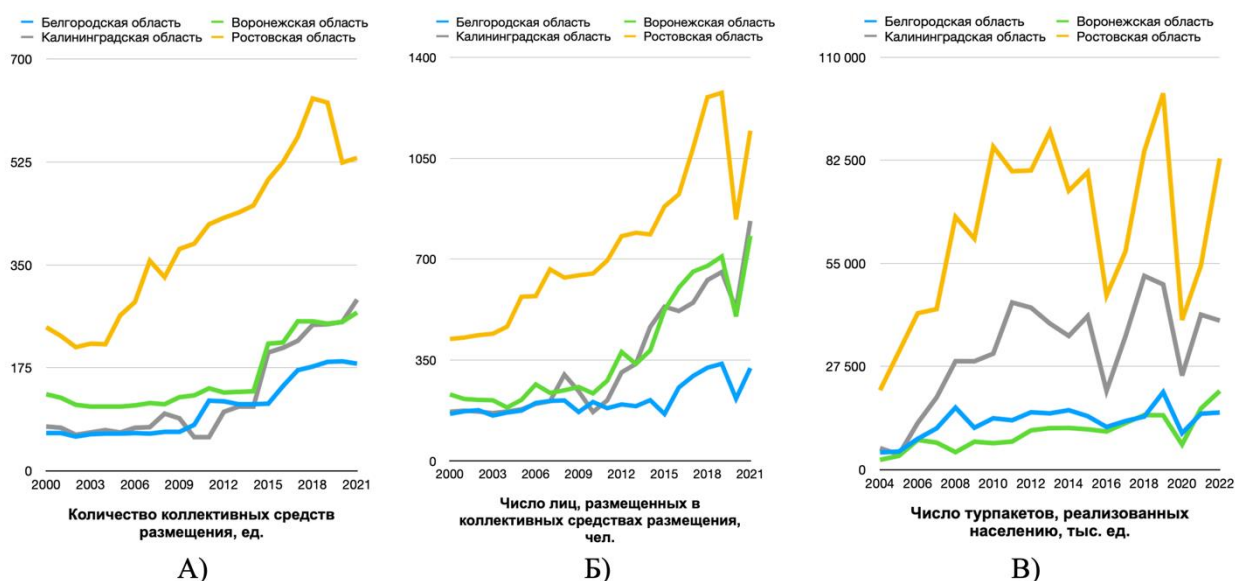 Белгородская область Воронежская область
Калининградская область Ростовская область
700
525
350
175
0
2000 2003 2006 2009 2012 2015 2018 2021
Количество коллективных средств
размещения, ед.
А)
Белгородская область Воронежская область
Калининградская область Ростовская область
1400
1050
700
350
0
2000 2003 2006 2009 2012 2015 2018 2021
Число лиц, размещенных в
коллективных средствах размещения,
чел.
Б)
Белгородская область Воронежская область
Калининградская область Ростовская область
110 000
82 500
55 000
27 500
0
2004 2006 2008 2010 2012 2014 2016 2018 2020 2022
Число турпакетов, реализованных
населению, тыс. ед.
В)